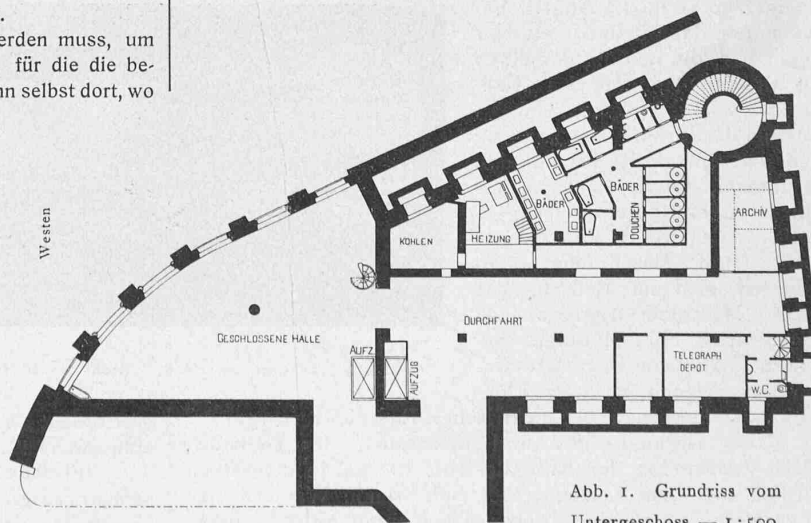 erden muss, um
für die die be-
nn selbst dort, wo
Westen
KOHLEN
HEIZUNG
BÄDER
BÄDER
DOUCHEN
ARCHIV
GESCHLOSSENE HALLE
DURCHFAHRT
AUFZ.
AUFZUG
TELEGRAPH
DEPOT
W.C.
Abb. 1. Grundriss vom
Untergeschoss. — 1:500.